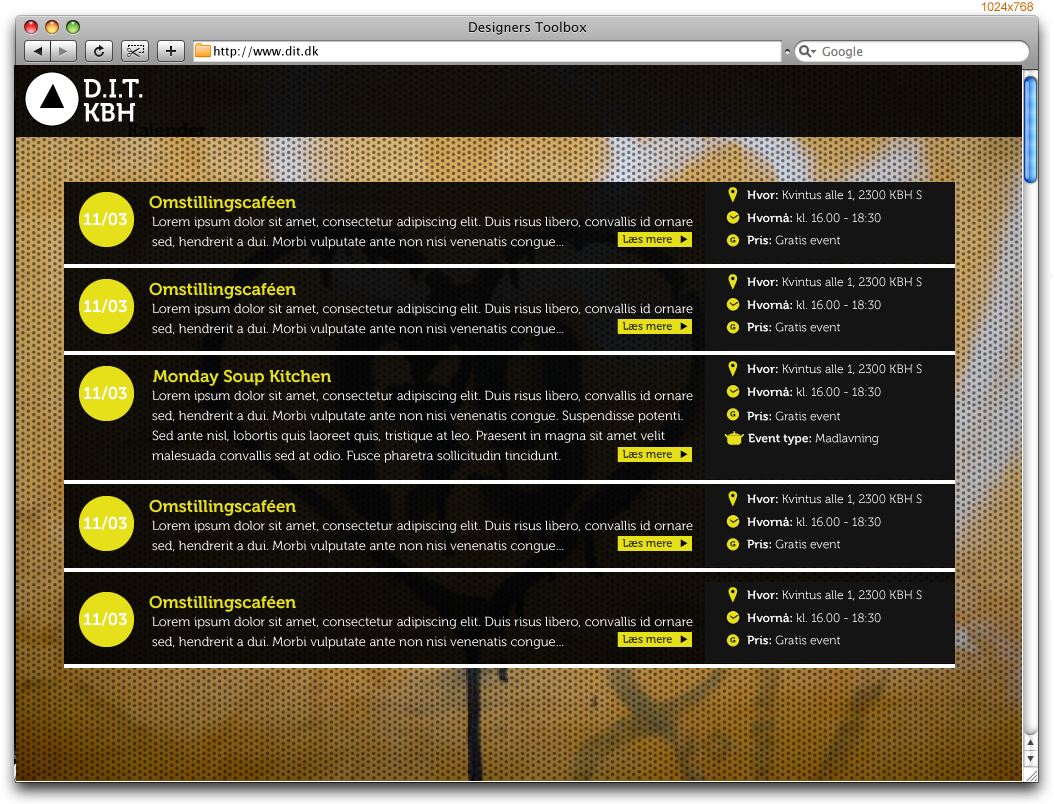 1024x768
Designers Toolbox
http://www.dit.dk
Google
D.I.T.
KBH
Kalender
11/03
Omstillingscaféen
Lorem ipsum dolor sit amet, consectetur adipiscing elit. Duis risus libero, convallis id ornare
sed, hendrerit a dui. Morbi vulputate ante non nisi venenatis congue...
Læs mere
Hvor: Kvintus alle 1, 2300 KBH S
Hvornå: kl. 16.00 - 18:30
G Pris: Gratis event
11/03
Omstillingscaféen
Lorem ipsum dolor sit amet, consectetur adipiscing elit. Duis risus libero, convallis id ornare
sed, hendrerit a dui. Morbi vulputate ante non nisi venenatis congue...
Læs mere
Hvor: Kvintus alle 1, 2300 KBH S
Hvornå: kl. 16.00 - 18:30
G Pris: Gratis event
11/03
Monday Soup Kitchen
Lorem ipsum dolor sit amet, consectetur adipiscing elit. Duis risus libero, convallis id ornare
sed, hendrerit a dui. Morbi vulputate ante non nisi venenatis congue. Suspendisse potenti.
Sed ante nisl, lobortis quis laoreet quis, tristique at leo. Praesent in magna sit amet velit
malesuada convallis sed at odio. Fusce pharetra sollicitudin tincidunt.
Læs mere
Hvor: Kvintus alle 1, 2300 KBH S
Hvornå: kl. 16.00 - 18:30
G Pris: Gratis event
Event type: Madlavning
11/03
Omstillingscaféen
Lorem ipsum dolor sit amet, consectetur adipiscing elit. Duis risus libero, convallis id ornare
sed, hendrerit a dui. Morbi vulputate ante non nisi venenatis congue...
Læs mere
Hvor: Kvintus alle 1, 2300 KBH S
Hvornå: kl. 16.00 - 18:30
G Pris: Gratis event
11/03
Omstillingscaféen
Lorem ipsum dolor sit amet, consectetur adipiscing elit. Duis risus libero, convallis id ornare
sed, hendrerit a dui. Morbi vulputate ante non nisi venenatis congue...
Læs mere
Hvor: Kvintus alle 1, 2300 KBH S
Hvornå: kl. 16.00 - 18:30
G Pris: Gratis event